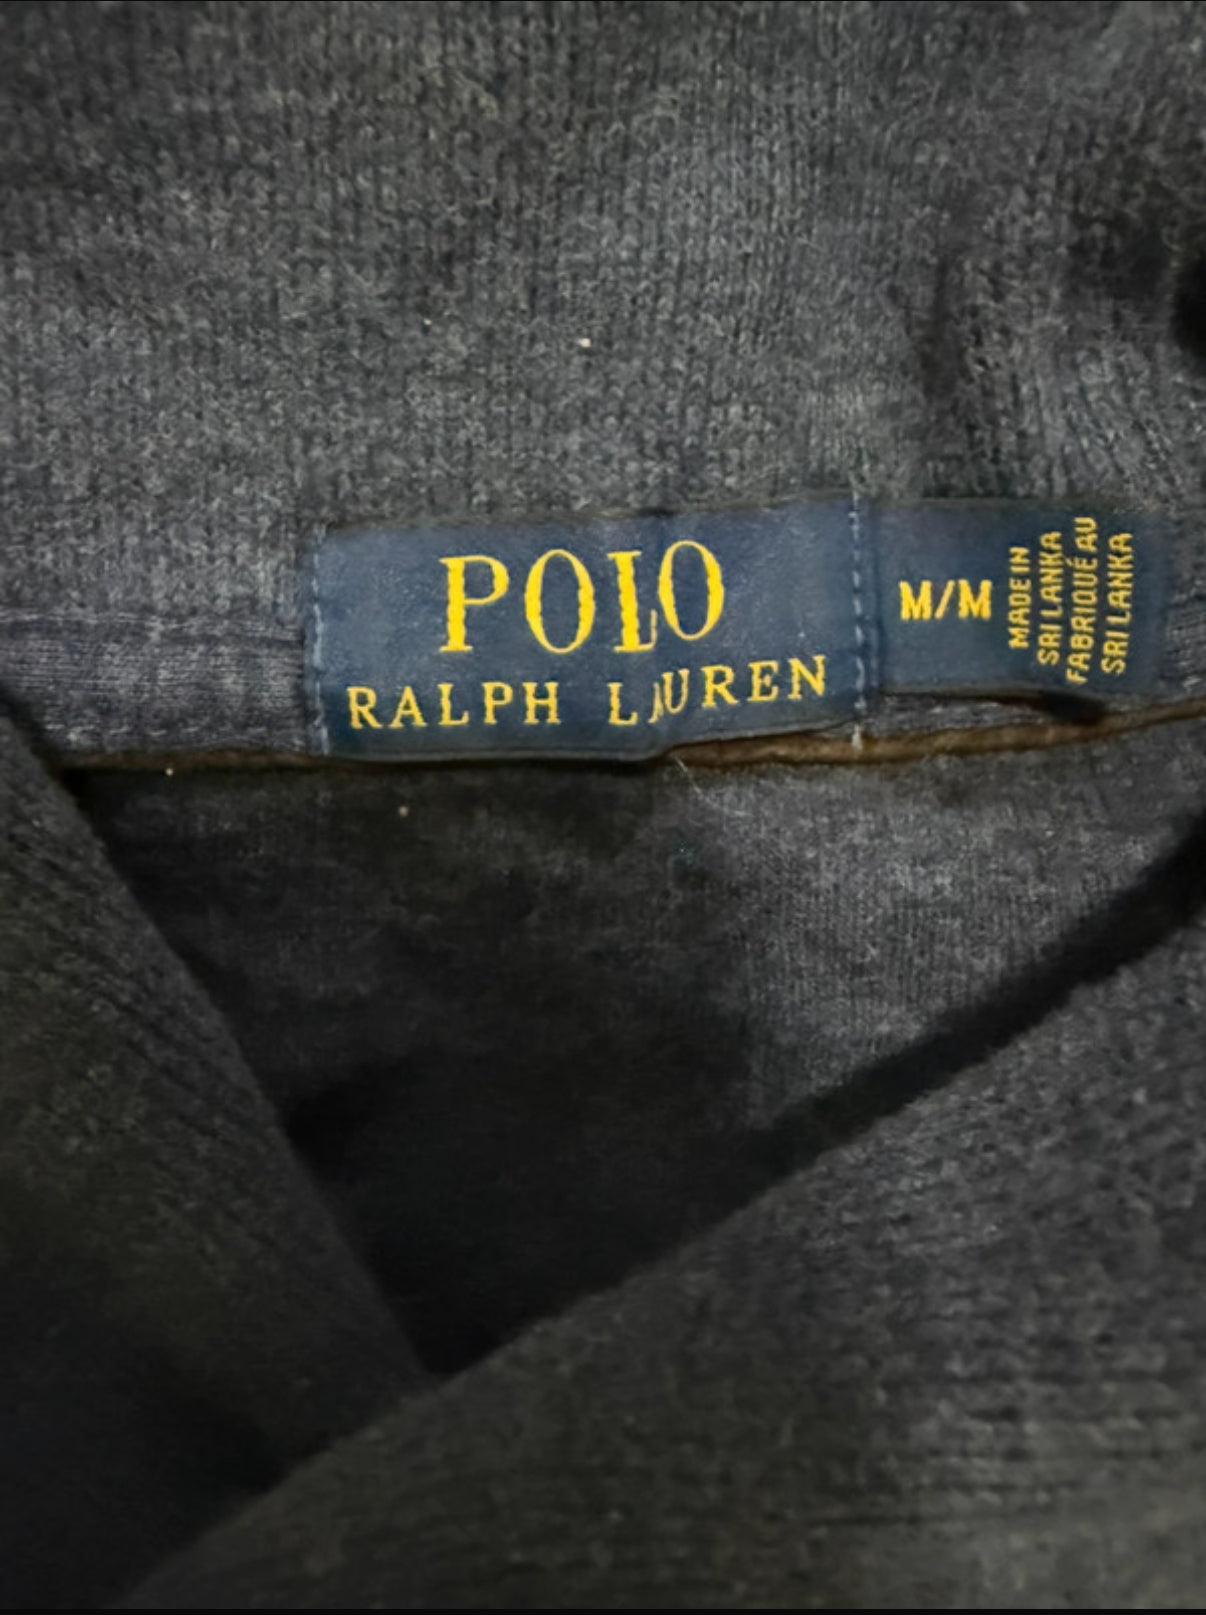 POLO
RALPH LAUREN
M/M
MADE IN
SRI LANKA
FABRIQUÉ AU
SRI LANKA